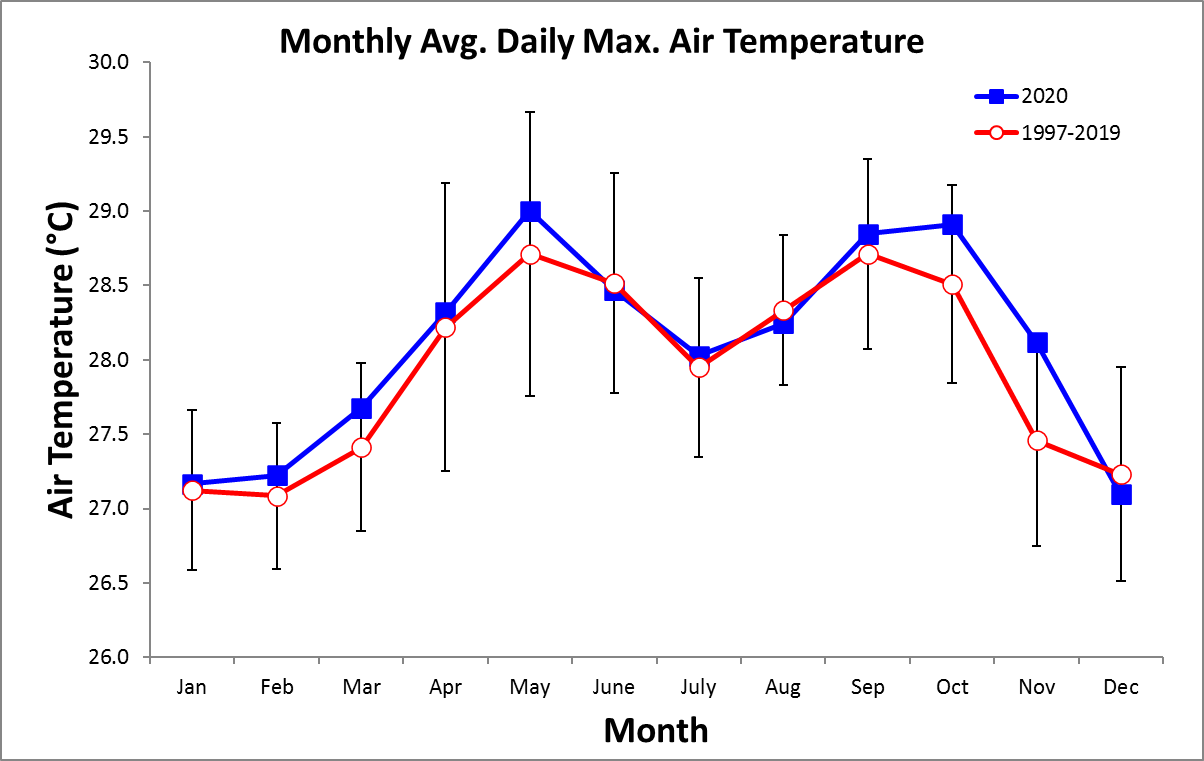 Monthly Avg. Daily Max. Air Temperature
30.0
29.5
29.0
28.5
28.0
27.5
27.0
26.5
26.0
Air Temperature (°C)
2020
1997-2019
Jan Feb Mar Apr May June July Aug Sep Oct Nov Dec
Month